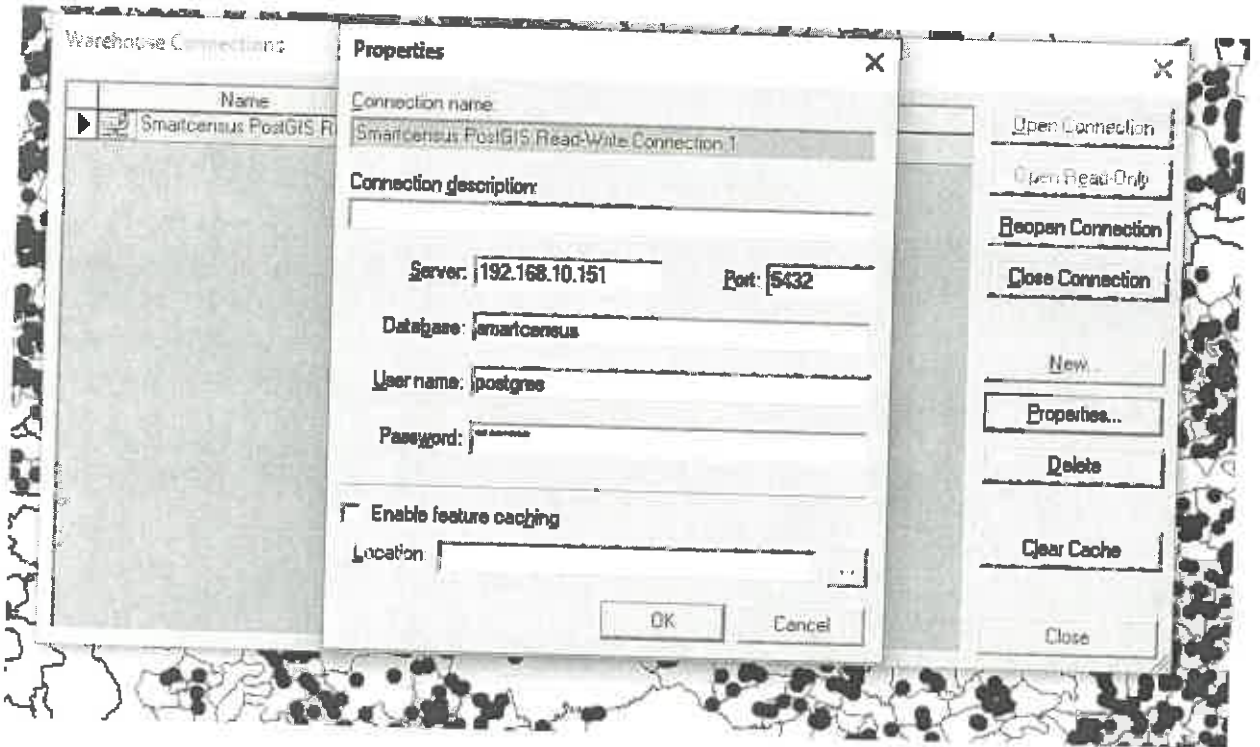 Warehouse Connections
Properties
Name
Smartcensus PostGIS R
Connection name:
Smartcensus PostGIS Read-Write Connection 1
Connection description:
Server: 192.168.10.151
Port: 5432
Database: smartcensus
User name: postgres
Password:
Enable feature caching
Location:
...
OK
Cancel
Open Connection
Open Read-Only
Reopen Connection
Close Connection
New...
Properties...
Delete
Clear Cache
Close